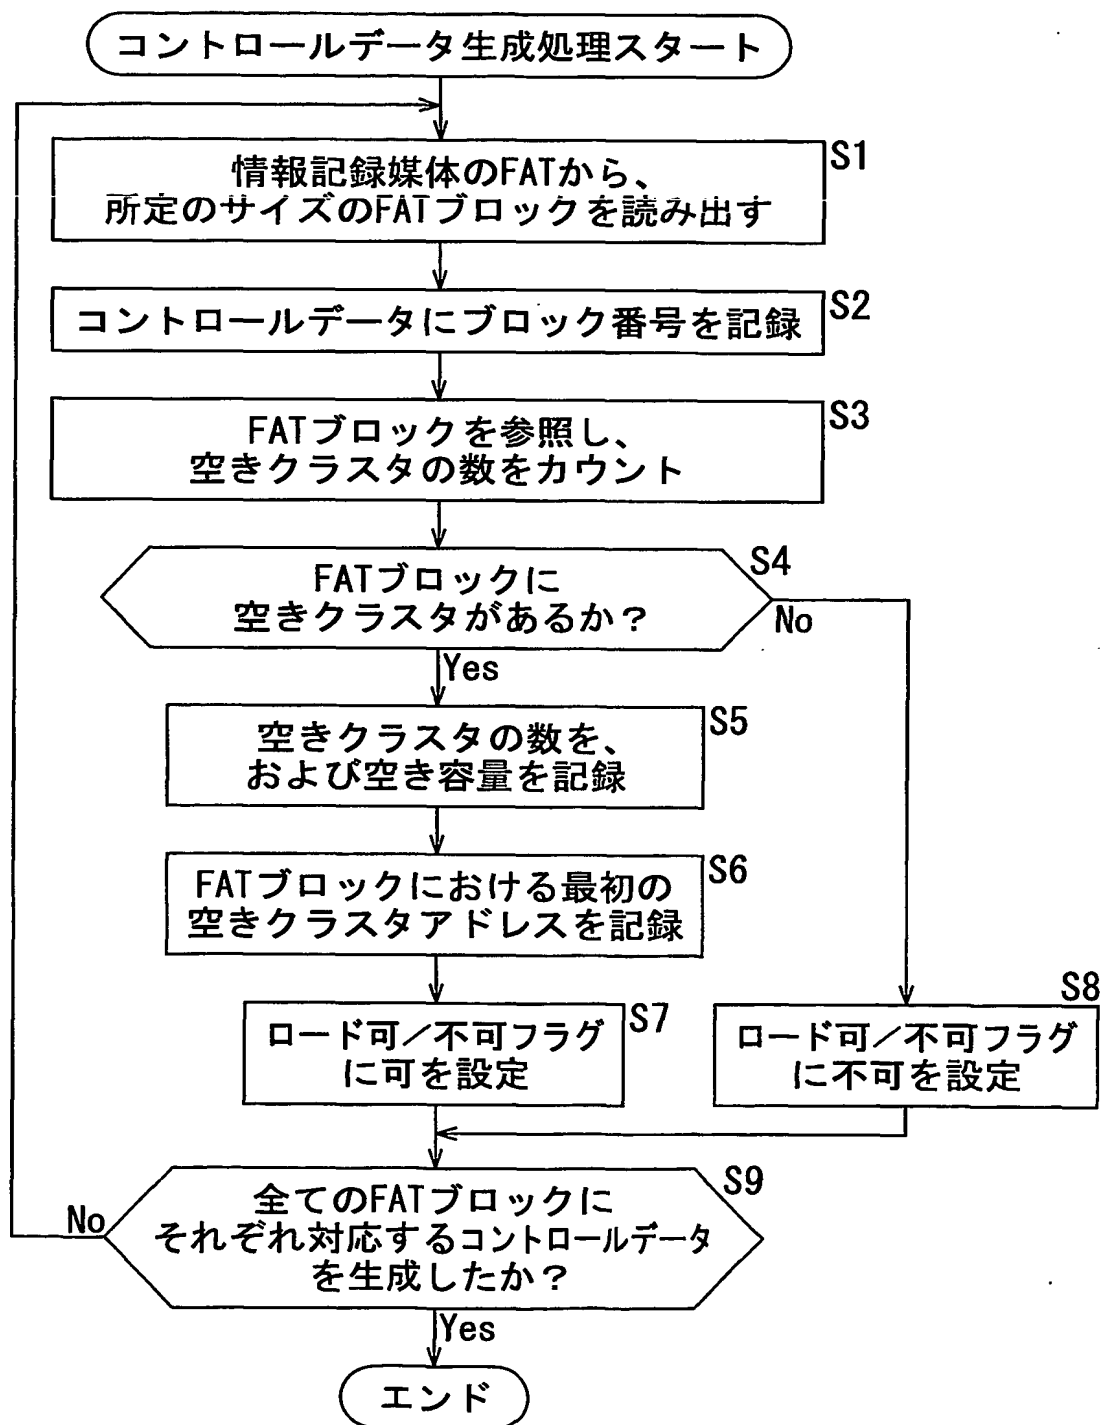 コントロールデータ生成処理スタート
S1
情報記録媒体のFATから、
所定のサイズのFATブロックを読み出す
S2
コントロールデータにブロック番号を記録
S3
FATブロックを参照し、
空きクラスタの数をカウント
S4
FATブロックに
空きクラスタがあるか?
No
Yes
S5
空きクラスタの数を、
および空き容量を記録
S6
FATブロックにおける最初の
空きクラスタアドレスを記録
S7
ロード可/不可フラグ
に可を設定
S8
ロード可/不可フラグ
に不可を設定
S9
全てのFATブロックに
それぞれ対応するコントロールデータ
を生成したか?
No
Yes
エンド